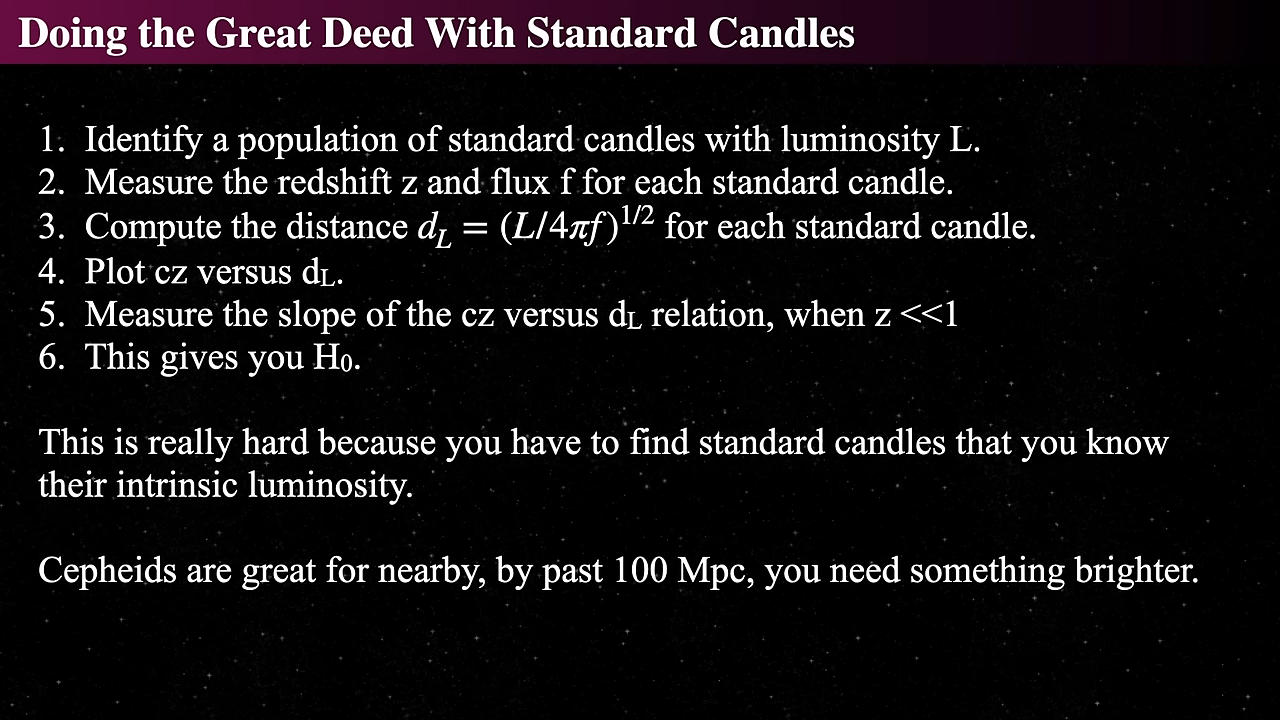 Doing the Great Deed With Standard Candles
1. Identify a population of standard candles with luminosity L.
2. Measure the redshift z and flux f for each standard candle.
3. Compute the distance d_L = (L/4πf)^{1/2} for each standard candle.
4. Plot cz versus d_L.
5. Measure the slope of the cz versus d_L relation, when z <<1
6. This gives you H_0.
This is really hard because you have to find standard candles that you know
their intrinsic luminosity.
Cepheids are great for nearby, by past 100 Mpc, you need something brighter.